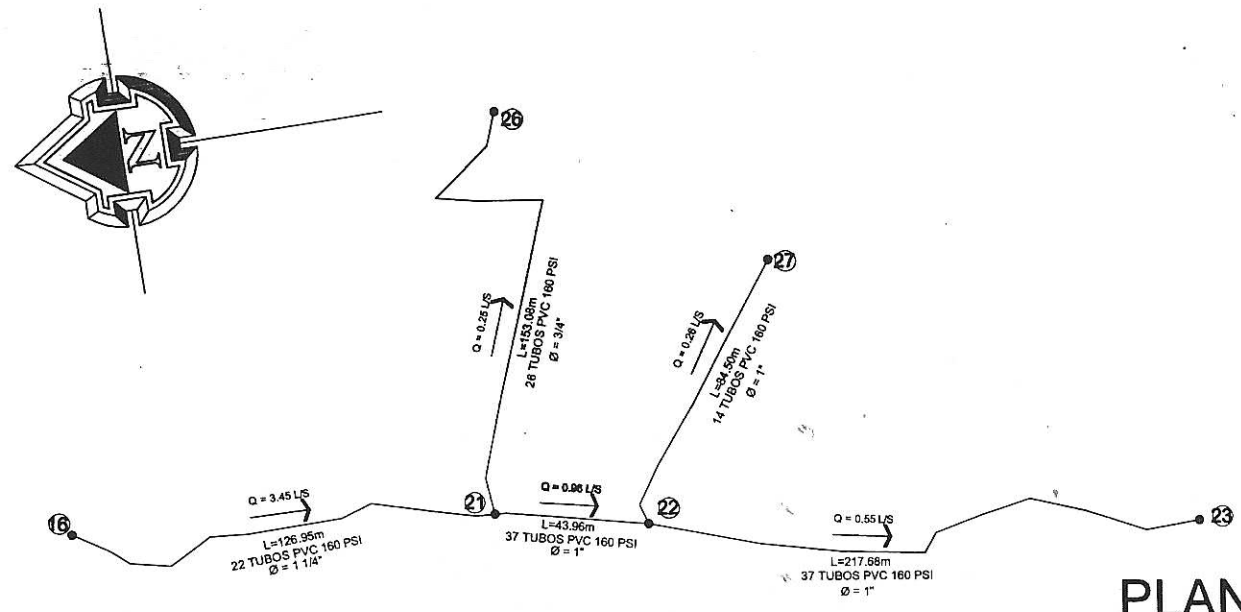 N
26
27
Q = 0.25 L/S
L=153.08m
26 TUBOS PVC 160 PSI
Ø = 3/4"
Q = 0.26 L/S
L=84.50m
14 TUBOS PVC 160 PSI
Ø = 1"
16
Q = 3.45 L/S
L=126.95m
22 TUBOS PVC 160 PSI
Ø = 1 1/4"
21
Q = 0.96 L/S
L=43.96m
37 TUBOS PVC 160 PSI
Ø = 1"
22
Q = 0.55 L/S
L=217.68m
37 TUBOS PVC 160 PSI
Ø = 1"
23
PLAN